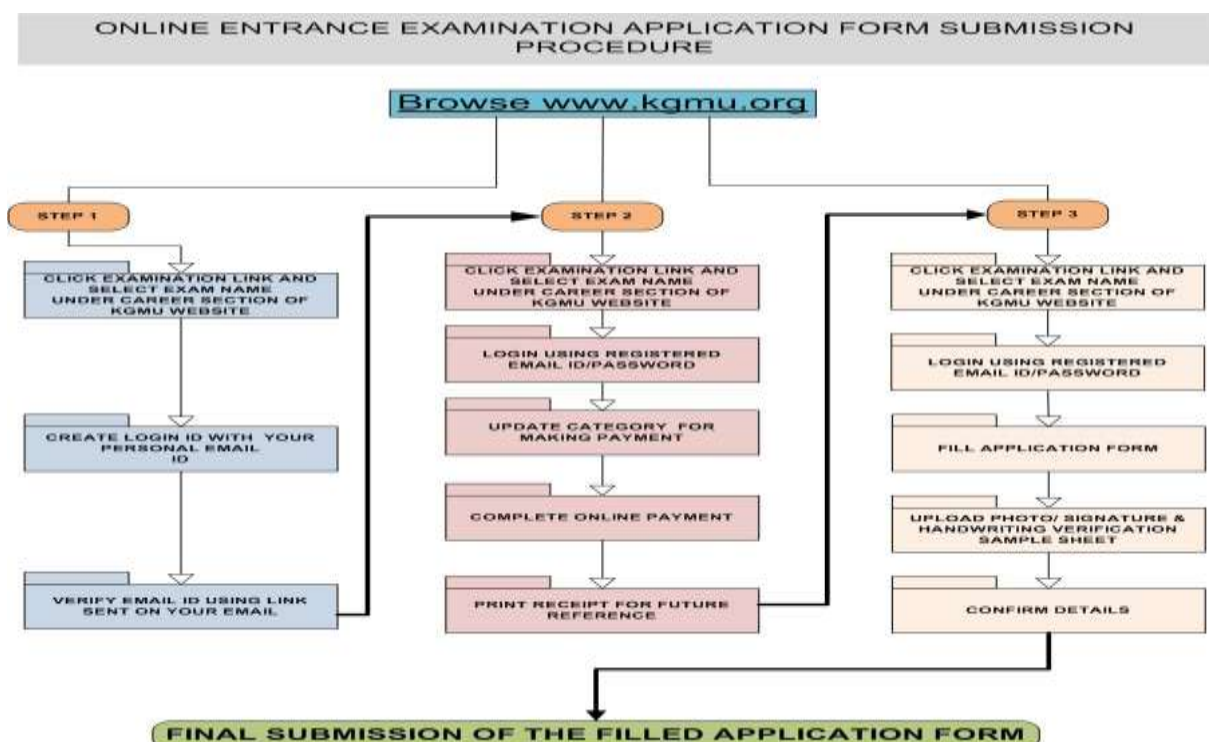 ONLINE ENTRANCE EXAMINATION APPLICATION FORM SUBMISSION
PROCEDURE
Browse www.kgmu.org
STEP 1
CLICK EXAMINATION LINK AND
SELECT EXAM NAME
UNDER CAREER SECTION OF
KGMU WEBSITE
CREATE LOGIN ID WITH YOUR
PERSONAL EMAIL
ID
VERIFY EMAIL ID USING LINK
SENT ON YOUR EMAIL
STEP 2
CLICK EXAMINATION LINK AND
SELECT EXAM NAME
UNDER CAREER SECTION OF
KGMU WEBSITE
LOGIN USING REGISTERED
EMAIL ID/PASSWORD
UPDATE CATEGORY FOR
MAKING PAYMENT
COMPLETE ONLINE PAYMENT
PRINT RECEIPT FOR FUTURE
REFERENCE
STEP 3
CLICK EXAMINATION LINK AND
SELECT EXAM NAME
UNDER CAREER SECTION OF
KGMU WEBSITE
LOGIN USING REGISTERED
EMAIL ID/PASSWORD
FILL APPLICATION FORM
UPLOAD PHOTO/ SIGNATURE &
HANDWRITING VERIFICATION
SAMPLE SHEET
CONFIRM DETAILS
FINAL SUBMISSION OF THE FILLED APPLICATION FORM